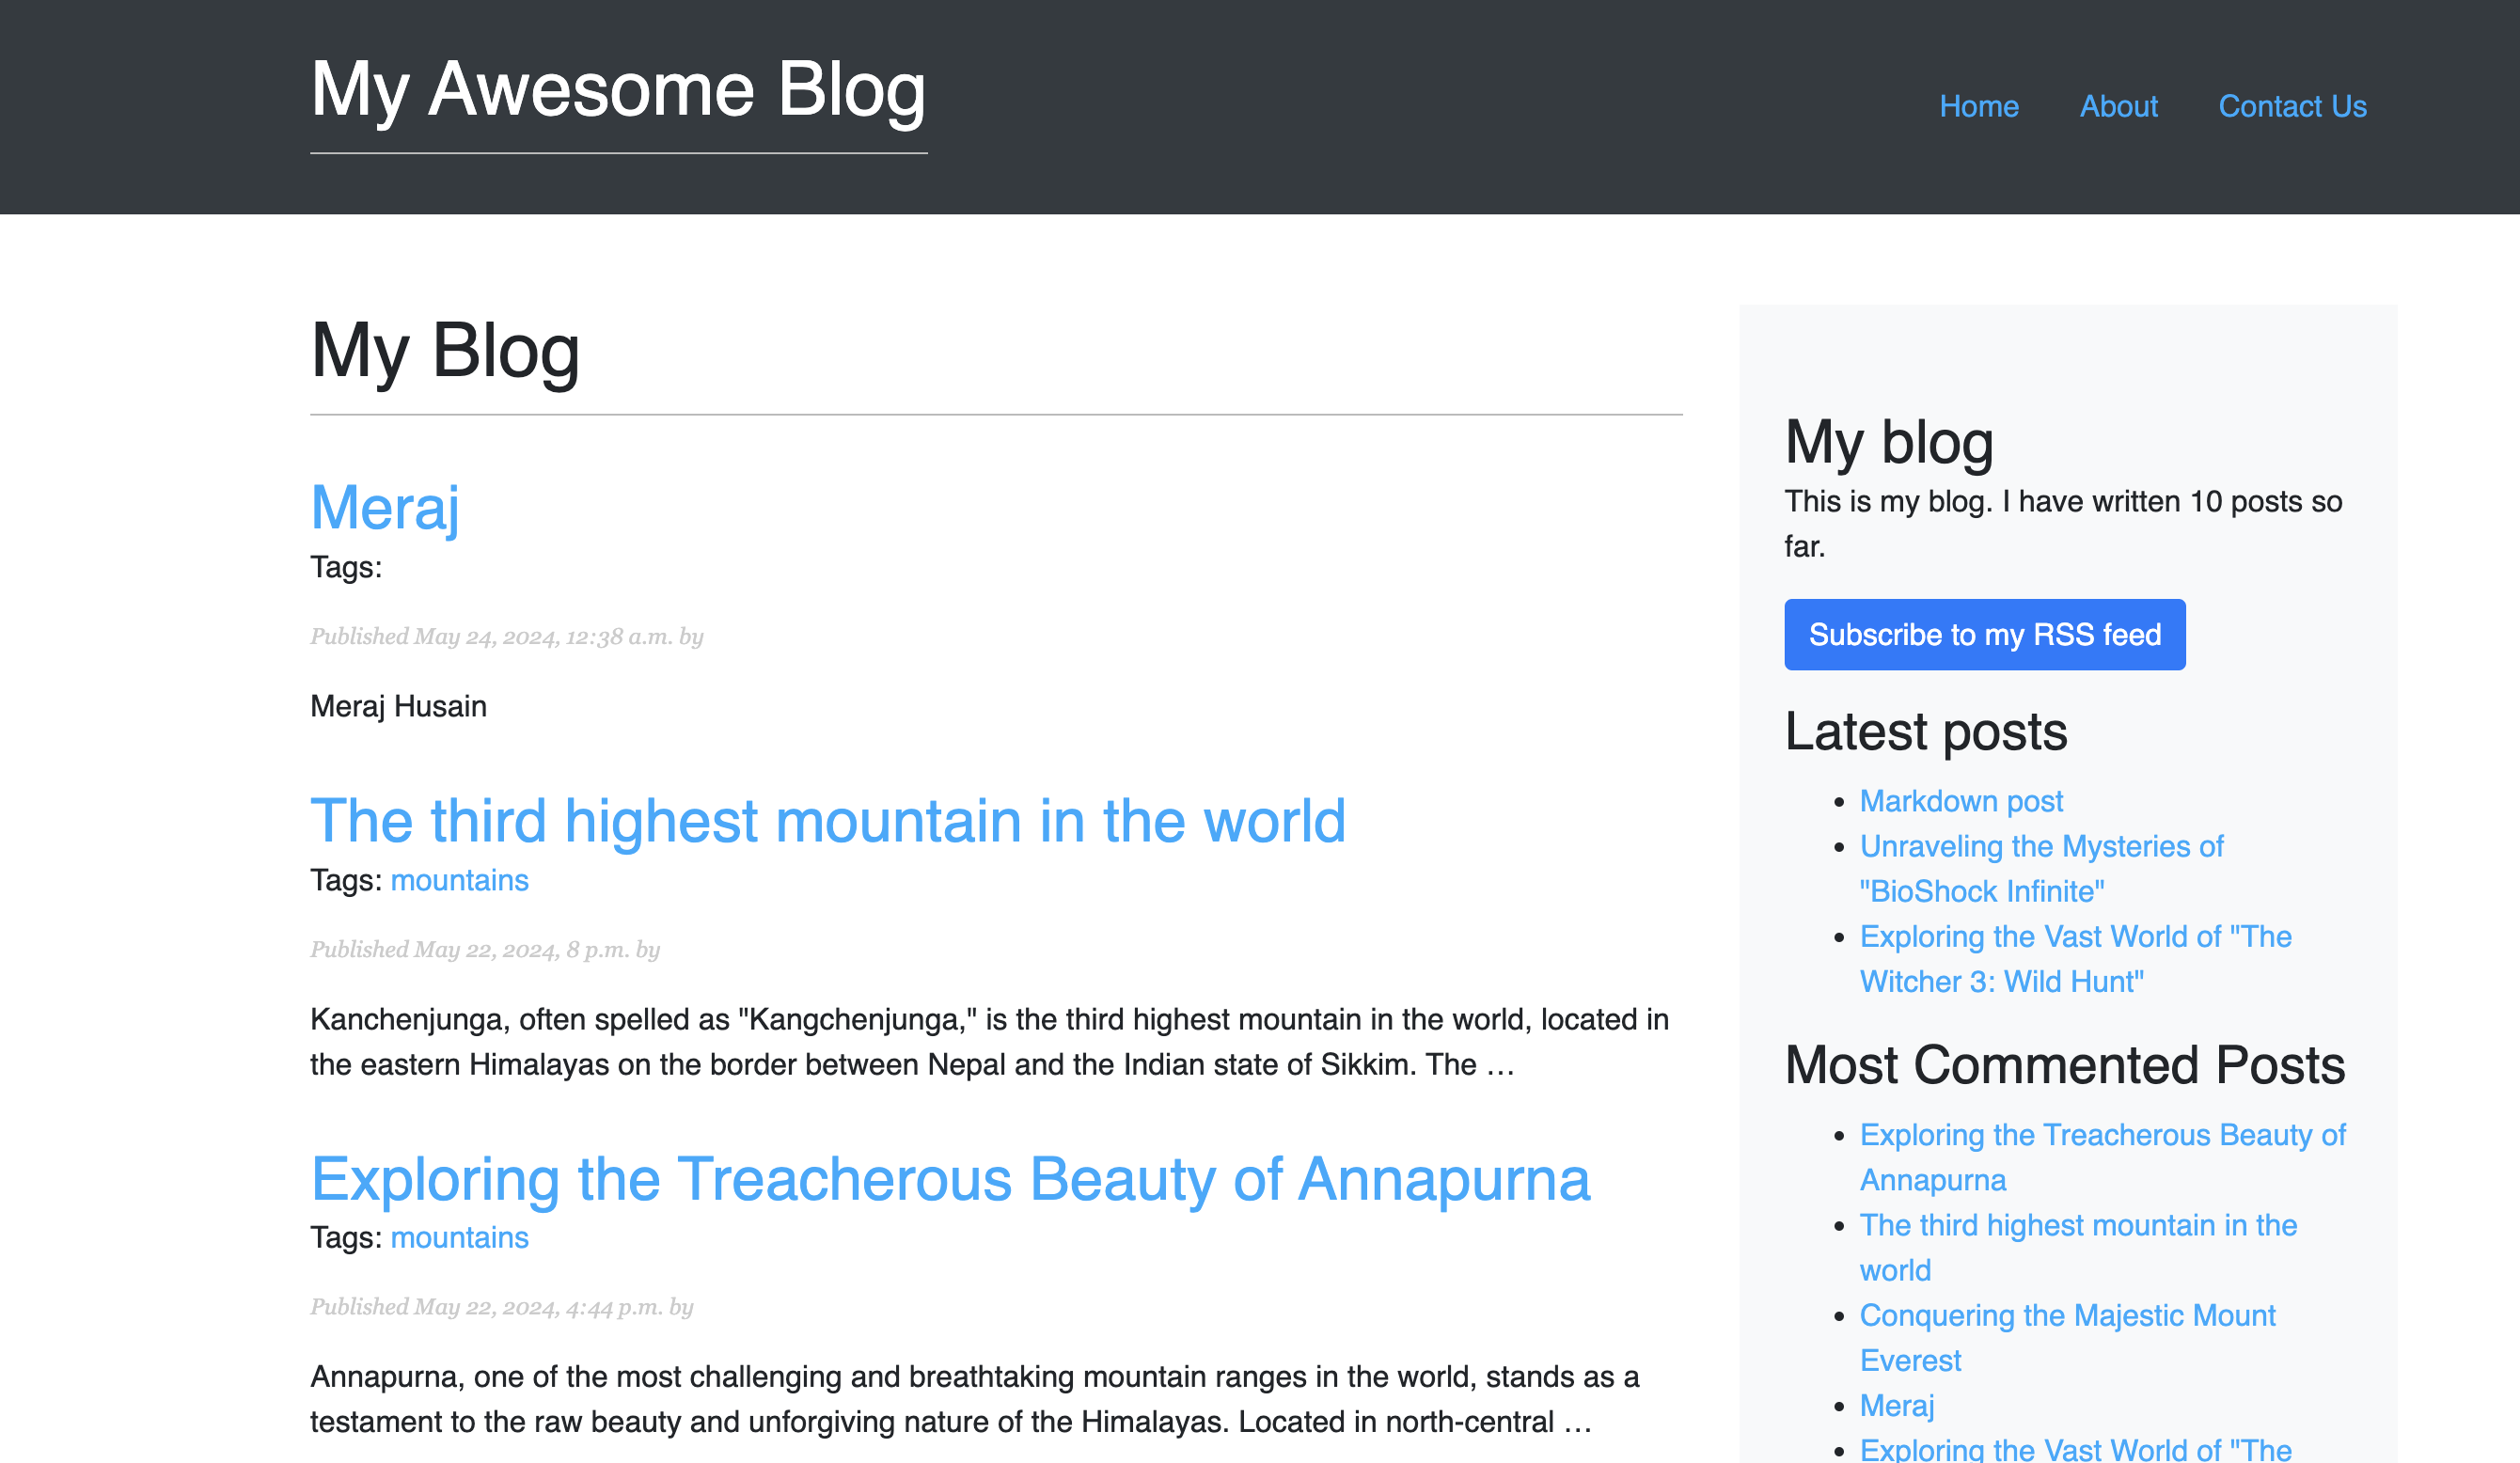 My Awesome Blog
Home
About
Contact Us
My Blog
Meraj
Tags:
Published May 24, 2024, 12:38 a.m. by
Meraj Husain
The third highest mountain in the world
Tags: mountains
Published May 22, 2024, 8 p.m. by
Kanchenjunga, often spelled as "Kangchenjunga," is the third highest mountain in the world, located in
the eastern Himalayas on the border between Nepal and the Indian state of Sikkim. The …
Exploring the Treacherous Beauty of Annapurna
Tags: mountains
Published May 22, 2024, 4:44 p.m. by
Annapurna, one of the most challenging and breathtaking mountain ranges in the world, stands as a
testament to the raw beauty and unforgiving nature of the Himalayas. Located in north-central …
My blog
This is my blog. I have written 10 posts so
far.
Subscribe to my RSS feed
Latest posts
Markdown post
Unraveling the Mysteries of
"BioShock Infinite"
Exploring the Vast World of "The
Witcher 3: Wild Hunt"
Most Commented Posts
Exploring the Treacherous Beauty of
Annapurna
The third highest mountain in the
world
Conquering the Majestic Mount
Everest
Meraj
Exploring the Vast World of "The